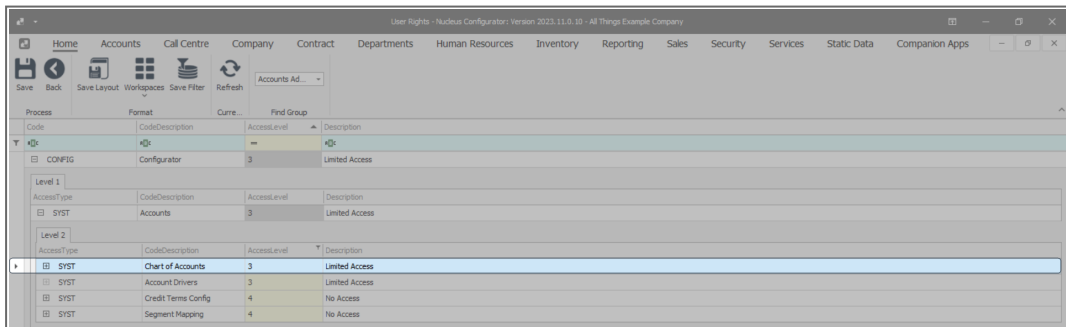 User Rights - Nucleus Configurator: Version 2023.11.0.10 - All Things Example Company
Home Accounts Call Centre Company Contract Departments Human Resources Inventory Reporting Sales Security Services Static Data Companion Apps
Save Back Save Layout Workspaces Save Filter Refresh Accounts Ad...
Process Format Curre... Find Group
Code CodeDescription AccessLevel Description
CONFIG Configurator 3 Limited Access
Level 1
AccessType CodeDescription AccessLevel Description
SYST Accounts 3 Limited Access
Level 2
AccessType CodeDescription AccessLevel Description
SYST Chart of Accounts 3 Limited Access
SYST Account Drivers 3 Limited Access
SYST Credit Terms Config 4 No Access
SYST Segment Mapping 4 No Access